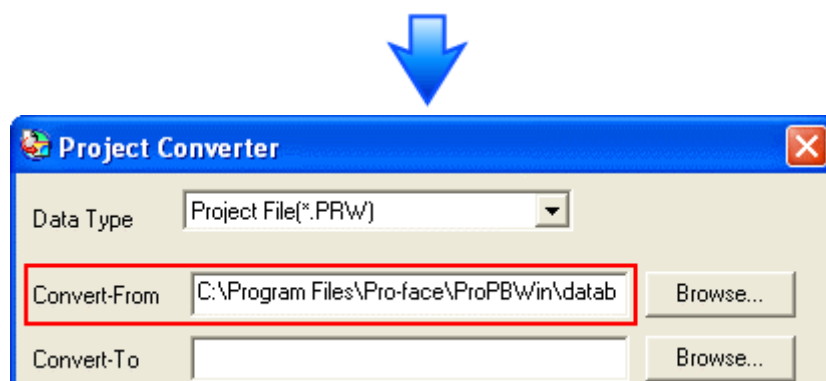 Project Converter
Data Type Project File(*.PRW)
Convert-From C:\Program Files\Pro-face\ProPBWin\datab Browse...
Convert-To Browse...